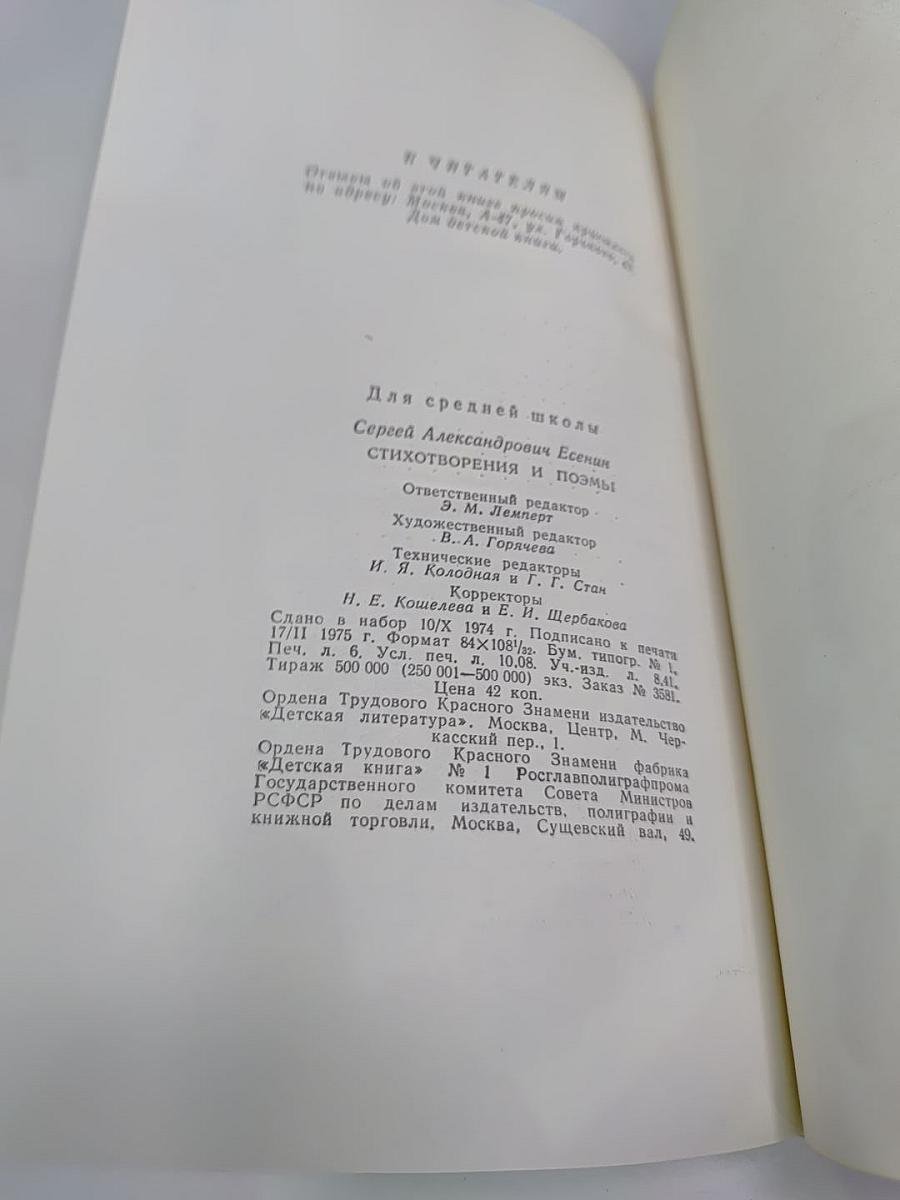 К ЧИТАТЕЛЯМ
Отзывы об этой книге просим присылать
по адресу: Москва, А-47, ул. Горького, 43.
Дом детской книги.
Для средней школы
Сергей Александрович Есенин
СТИХОТВОРЕНИЯ И ПОЭМЫ
Ответственный редактор
Э. М. Лемперт
Художественный редактор
В. А. Горячева
Технические редакторы
И. Я. Колодная и Г. Г. Стан
Корректоры
Н. Е. Кошелева и Е. И. Щербакова
Сдано в набор 10/X 1974 г. Подписано к печати
17/II 1975 г. Формат 84×108¹/₃₂. Бум. типогр. № 1.
Печ. л. 6. Усл. печ. л. 10.08. Уч.-изд. л. 8,41.
Тираж 500 000 (250 001—500 000) экз. Заказ № 3581.
Цена 42 коп.
Ордена Трудового Красного Знамени издательство
«Детская литература». Москва, Центр, М. Чер-
касский пер., 1.
Ордена Трудового Красного Знамени фабрика
«Детская книга» № 1 Росглавполиграфпрома
Государственного комитета Совета Министров
РСФСР по делам издательств, полиграфии и
книжной торговли. Москва, Сущевский вал, 49.